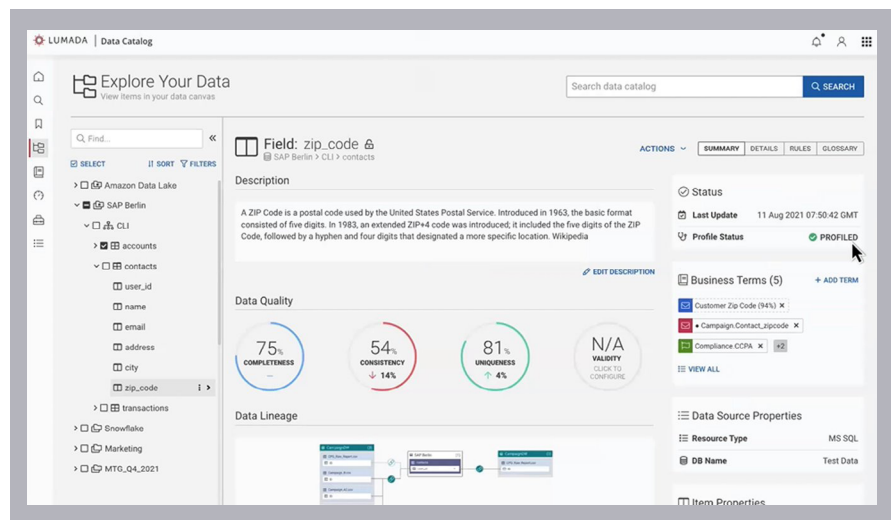 LUMADA | Data Catalog
Explore Your Data
View items in your data canvas
Search data catalog
SEARCH
Find...
SELECT SORT FILTERS
Amazon Data Lake
SAP Berlin
CLI
accounts
contacts
user_id
name
email
address
city
zip_code
transactions
Snowflake
Marketing
MTG_Q4_2021
Field: zip_code
SAP Berlin > CLI > contacts
ACTIONS
SUMMARY DETAILS RULES GLOSSARY
Description
A ZIP Code is a postal code used by the United States Postal Service. Introduced in 1963, the basic format
consisted of five digits. In 1983, an extended ZIP+4 code was introduced; it included the five digits of the ZIP
Code, followed by a hyphen and four digits that designated a more specific location. Wikipedia
EDIT DESCRIPTION
Data Quality
75%
COMPLETENESS
—
54%
CONSISTENCY
↓ 14%
81%
UNIQUENESS
↑ 4%
N/A
VALIDITY
CLICK TO
CONFIGURE
Data Lineage
SAP Berlin
Status
Last Update 11 Aug 2021 07:50:42 GMT
Profile Status PROFILED
Business Terms (5) + ADD TERM
Customer Zip Code (94%) ×
• Campaign.Contact_zipcode ×
Compliance CCPA × +2
VIEW ALL
Data Source Properties
Resource Type MS SQL
DB Name Test Data
Item Properties